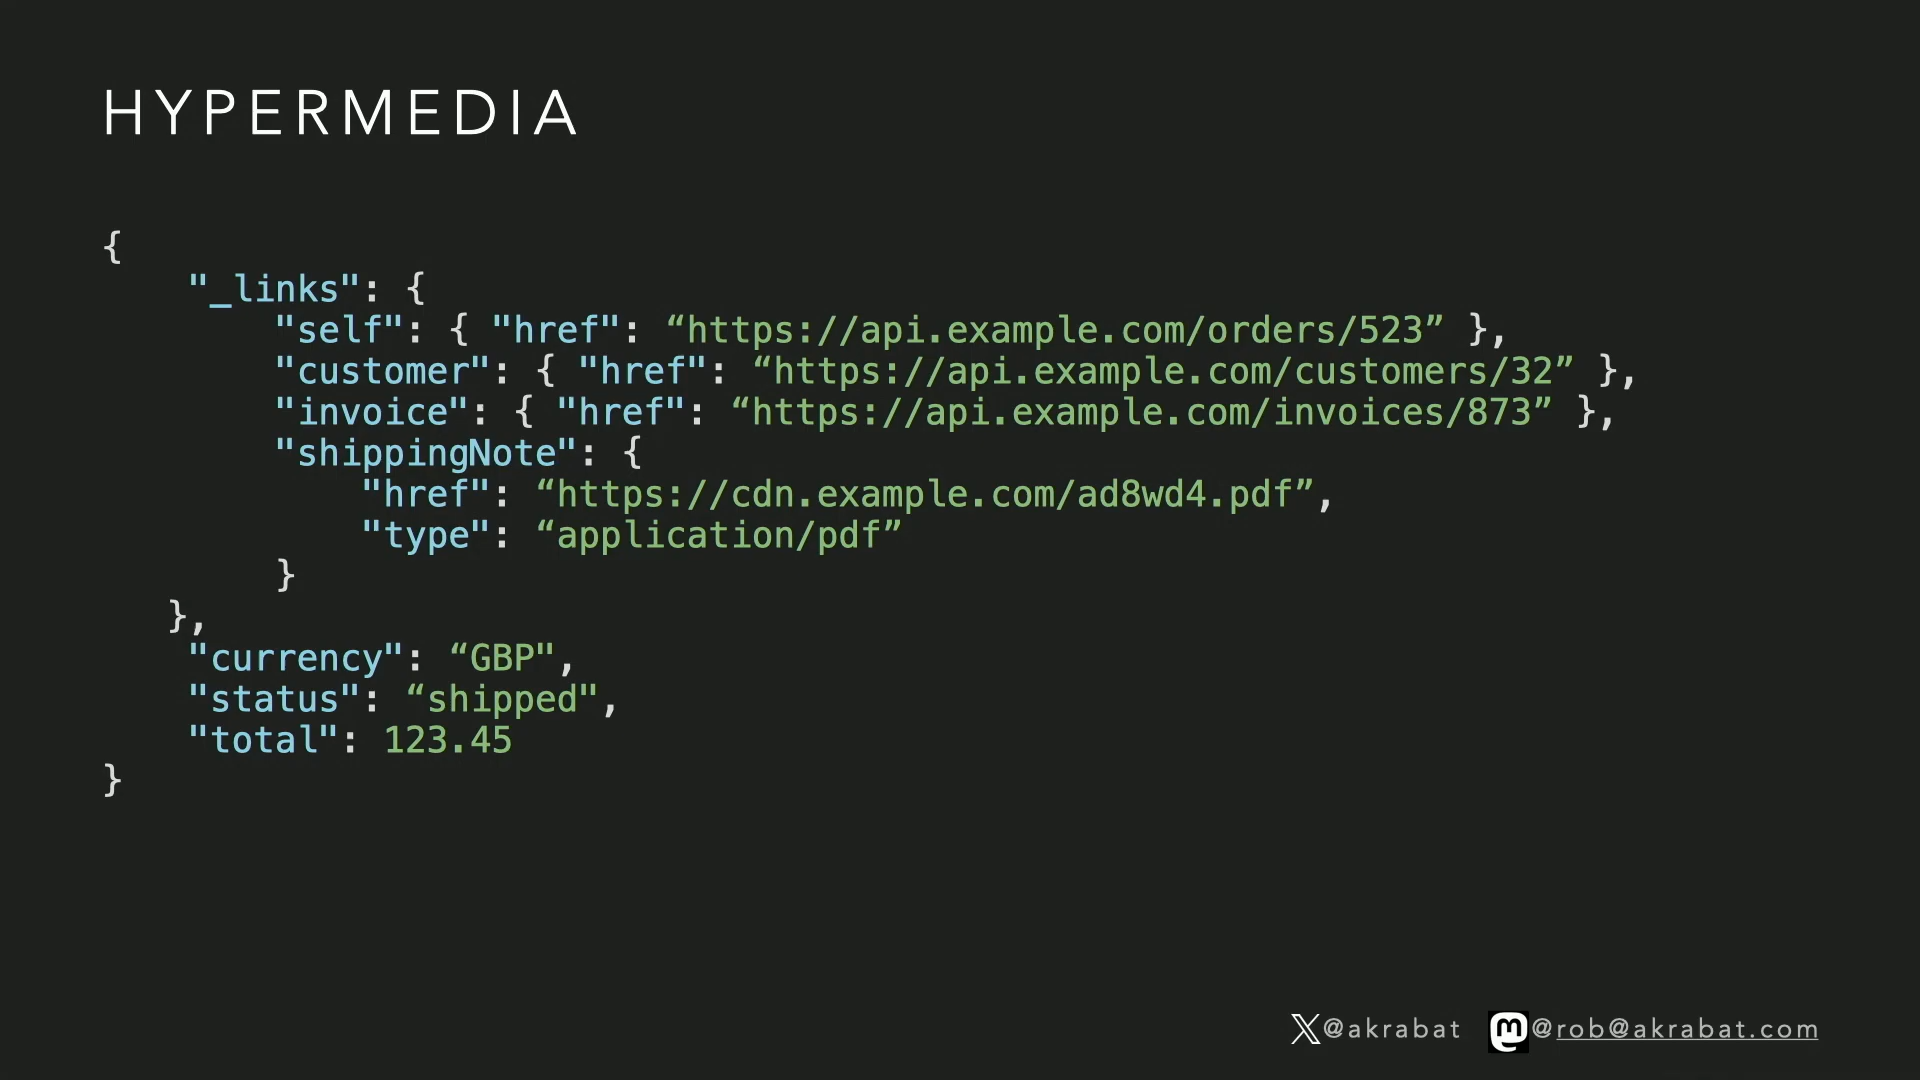 HYPERMEDIA
{
    "_links": {
        "self": { "href": “https://api.example.com/orders/523” },
        "customer": { "href": “https://api.example.com/customers/32” },
        "invoice": { "href": “https://api.example.com/invoices/873” },
        "shippingNote": {
            "href": “https://cdn.example.com/ad8wd4.pdf”,
            "type": “application/pdf”
        }
   },
    "currency": “GBP",
    "status": “shipped",
    "total": 123.45
}
@akrabat @rob@akrabat.com